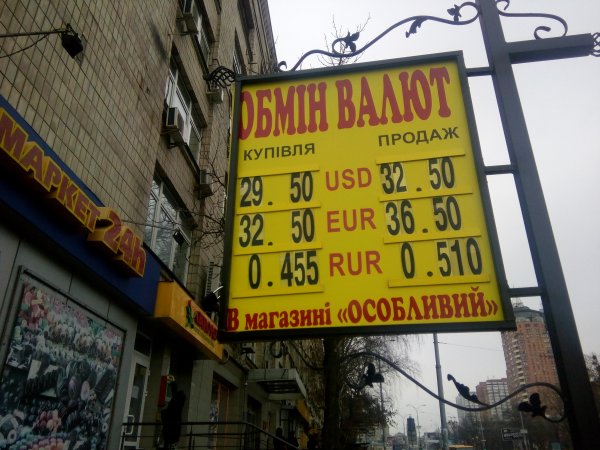 ОБМІН ВАЛЮТ
КУПІВЛЯ ПРОДАЖ
29.50 USD 32.50
32.50 EUR 36.50
0.455 RUR 0.510
В магазині «ОСОБЛИВИЙ»
МАРКЕТ 24h